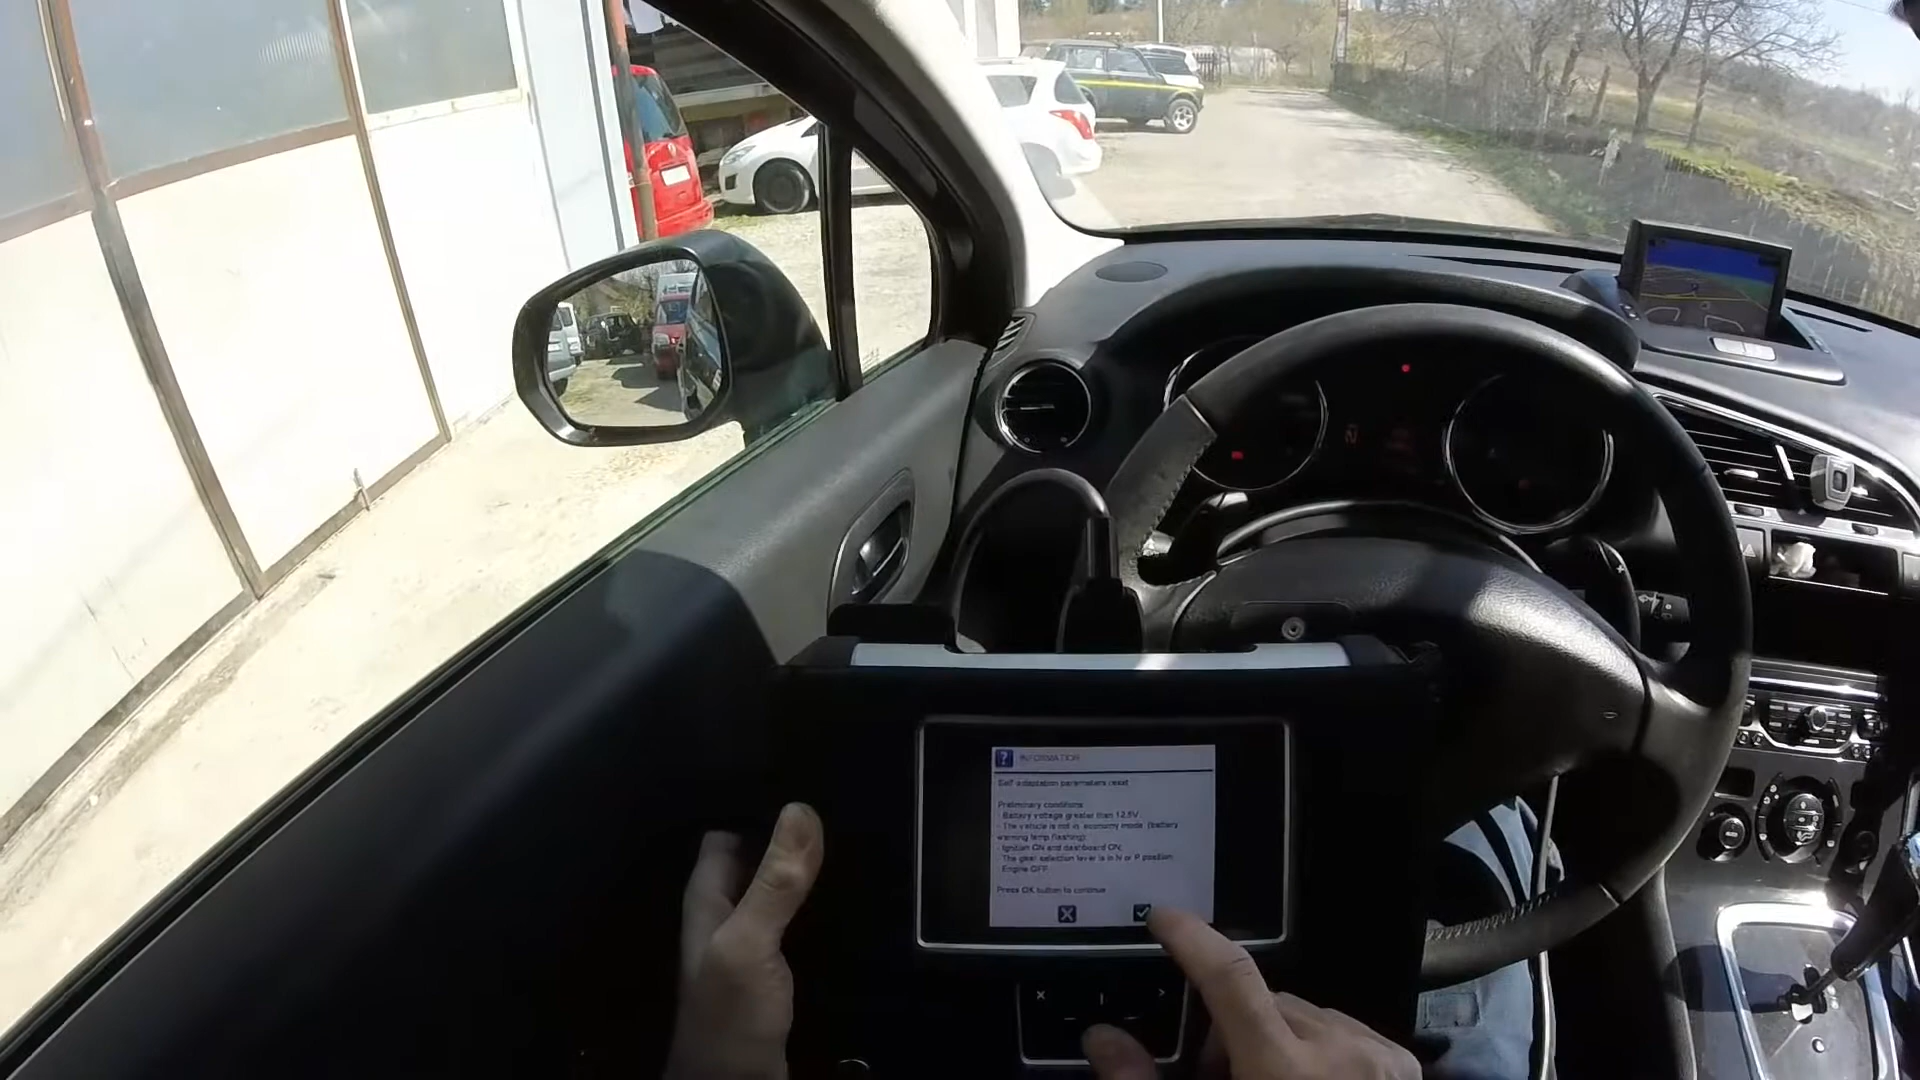 INFORMATION
Self adaptation parameters reset
Preliminary conditions
- Battery voltage greater than 12.5V.
- The vehicle is not in economy mode (battery
warning lamp flashing)
- Ignition ON and dashboard ON;
The gear selection lever is in N or P position
- Engine OFF
Press OK button to continue